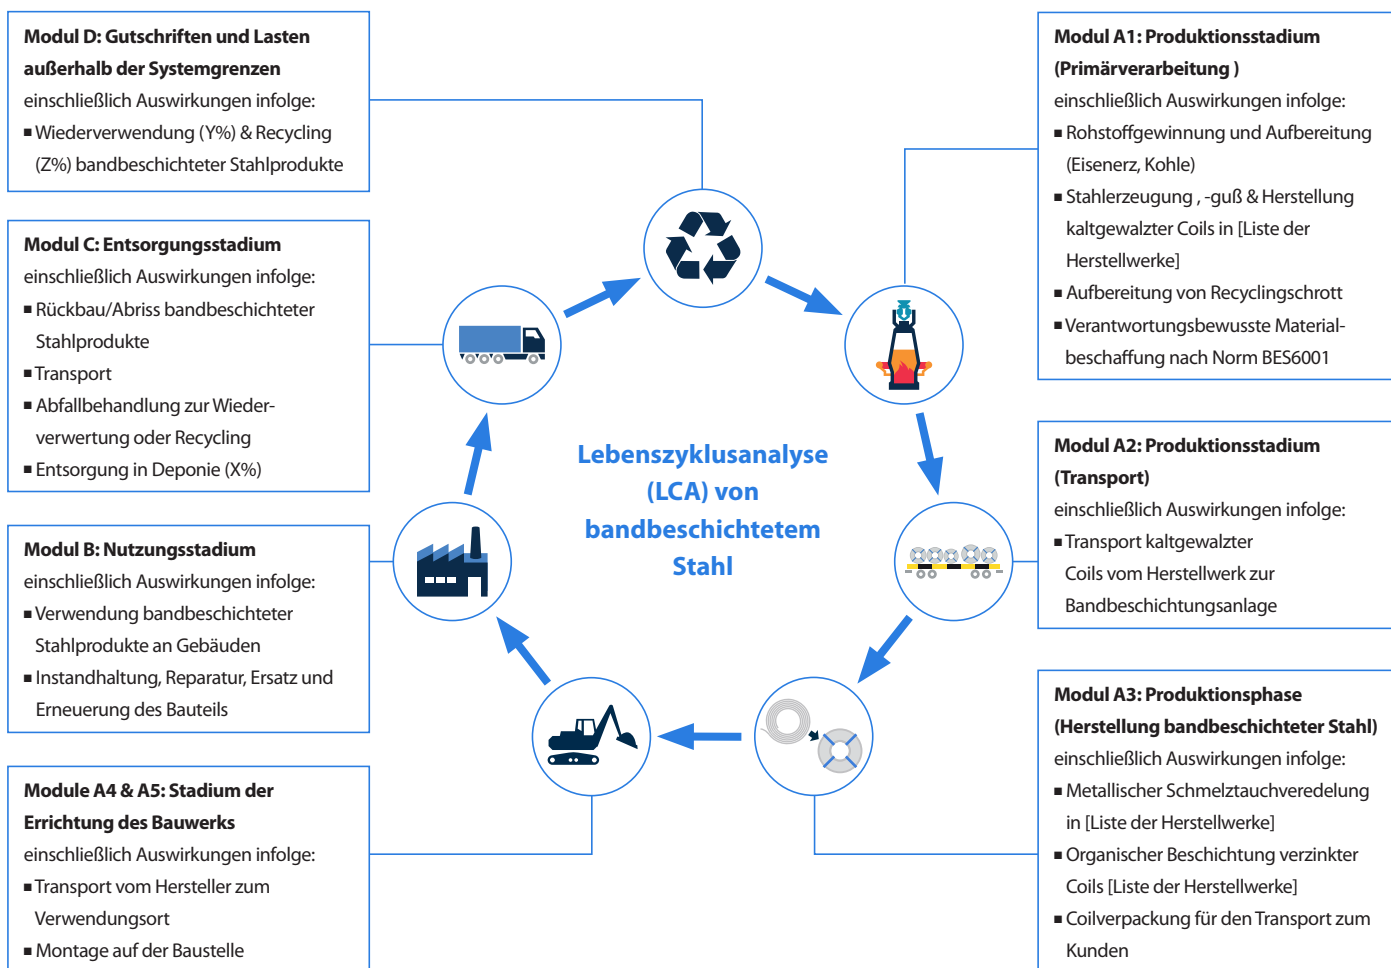 Modul D: Gutschriften und Lasten
außerhalb der Systemgrenzen
einschließlich Auswirkungen infolge:
▪ Wiederverwendung (Y%) & Recycling
(Z%) bandbeschichteter Stahlprodukte
Modul C: Entsorgungsstadium
einschließlich Auswirkungen infolge:
▪ Rückbau/Abriss bandbeschichteter
Stahlprodukte
▪ Transport
▪ Abfallbehandlung zur Wieder-
verwertung oder Recycling
▪ Entsorgung in Deponie (X%)
Modul B: Nutzungsstadium
einschließlich Auswirkungen infolge:
▪ Verwendung bandbeschichteter
Stahlprodukte an Gebäuden
▪ Instandhaltung, Reparatur, Ersatz und
Erneuerung des Bauteils
Module A4 & A5: Stadium der
Errichtung des Bauwerks
einschließlich Auswirkungen infolge:
▪ Transport vom Hersteller zum
Verwendungsort
▪ Montage auf der Baustelle
Lebenszyklusanalyse
(LCA) von
bandbeschichtetem
Stahl
Modul A1: Produktionsstadium
(Primärverarbeitung )
einschließlich Auswirkungen infolge:
▪ Rohstoffgewinnung und Aufbereitung
(Eisenerz, Kohle)
▪ Stahlerzeugung , -guß & Herstellung
kaltgewalzter Coils in [Liste der
Herstellwerke]
▪ Aufbereitung von Recyclingschrott
▪ Verantwortungsbewusste Material-
beschaffung nach Norm BES6001
Modul A2: Produktionsstadium
(Transport)
einschließlich Auswirkungen infolge:
▪ Transport kaltgewalzter
Coils vom Herstellwerk zur
Bandbeschichtungsanlage
Modul A3: Produktionsphase
(Herstellung bandbeschichteter Stahl)
einschließlich Auswirkungen infolge:
▪ Metallischer Schmelztauchveredelung
in [Liste der Herstellwerke]
▪ Organischer Beschichtung verzinkter
Coils [Liste der Herstellwerke]
▪ Coilverpackung für den Transport zum
Kunden